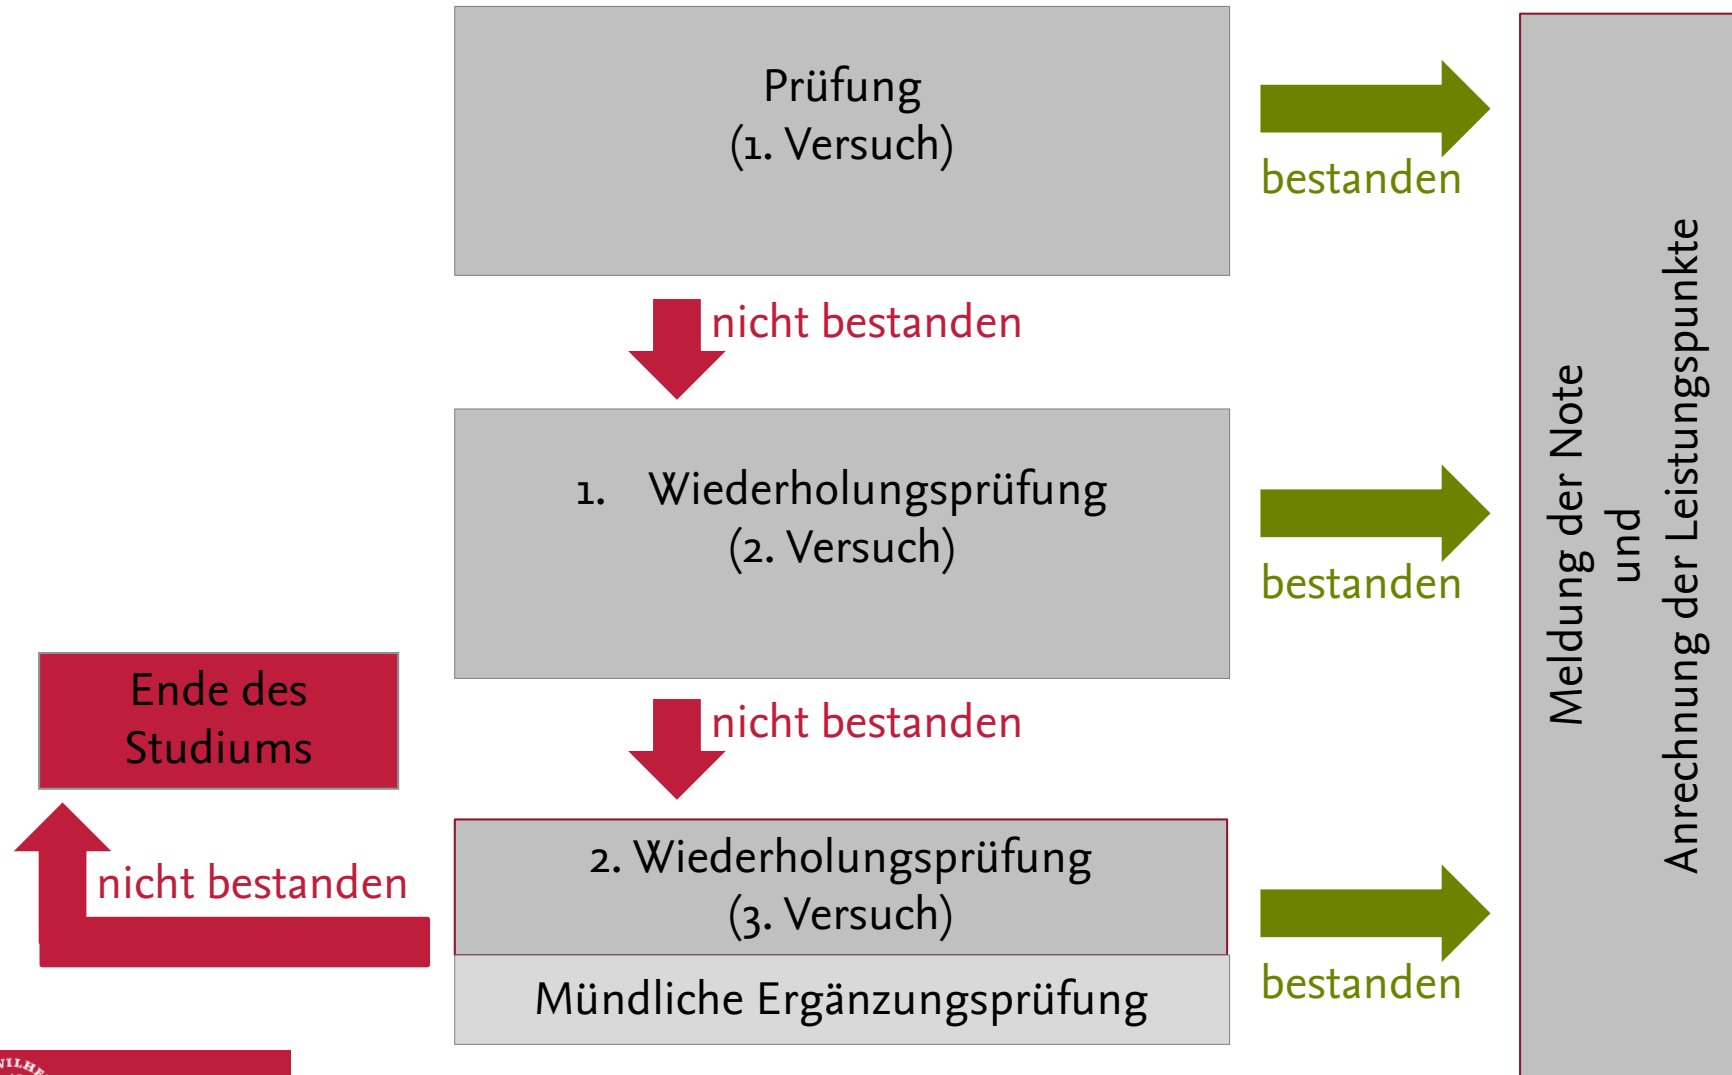 Prüfung
(1. Versuch)
bestanden
nicht bestanden
1. Wiederholungsprüfung
(2. Versuch)
bestanden
nicht bestanden
Ende des
Studiums
nicht bestanden
2. Wiederholungsprüfung
(3. Versuch)
Mündliche Ergänzungsprüfung
bestanden
Meldung der Note
und
Anrechnung der Leistungspunkte